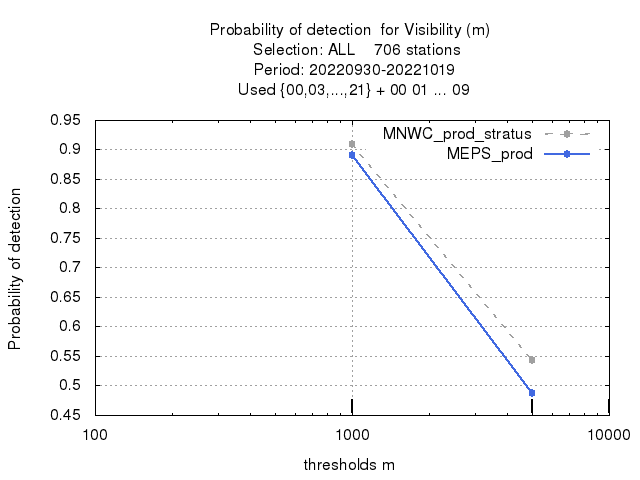 Probability of detection  for Visibility (m)
Selection: ALL    706 stations
Period: 20220930-20221019
Used {00,03,...,21} + 00 01 ... 09
MNWC_prod_stratus
MEPS_prod
Probability of detection
0.95
0.9
0.85
0.8
0.75
0.7
0.65
0.6
0.55
0.5
0.45
100
1000
10000
thresholds m